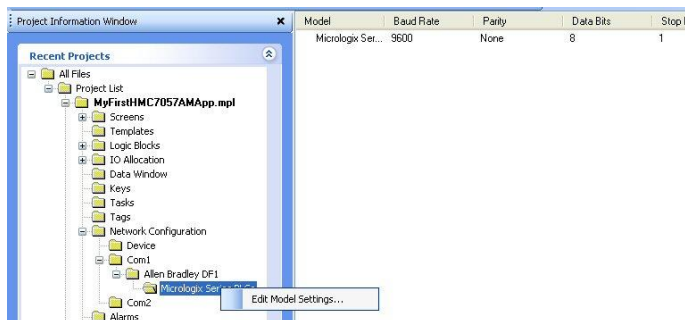 Project Information Window
Model Baud Rate Parity Data Bits Stop
Micrologix Ser... 9600 None 8 1
Recent Projects
All Files
Project List
MyFirstHMC7057AMApp.mpl
Screens
Templates
Logic Blocks
IO Allocation
Data Window
Keys
Tasks
Tags
Network Configuration
Device
Com1
Allen Bradley DF1
Micrologix
Edit Model Settings...
Com2
Alarms